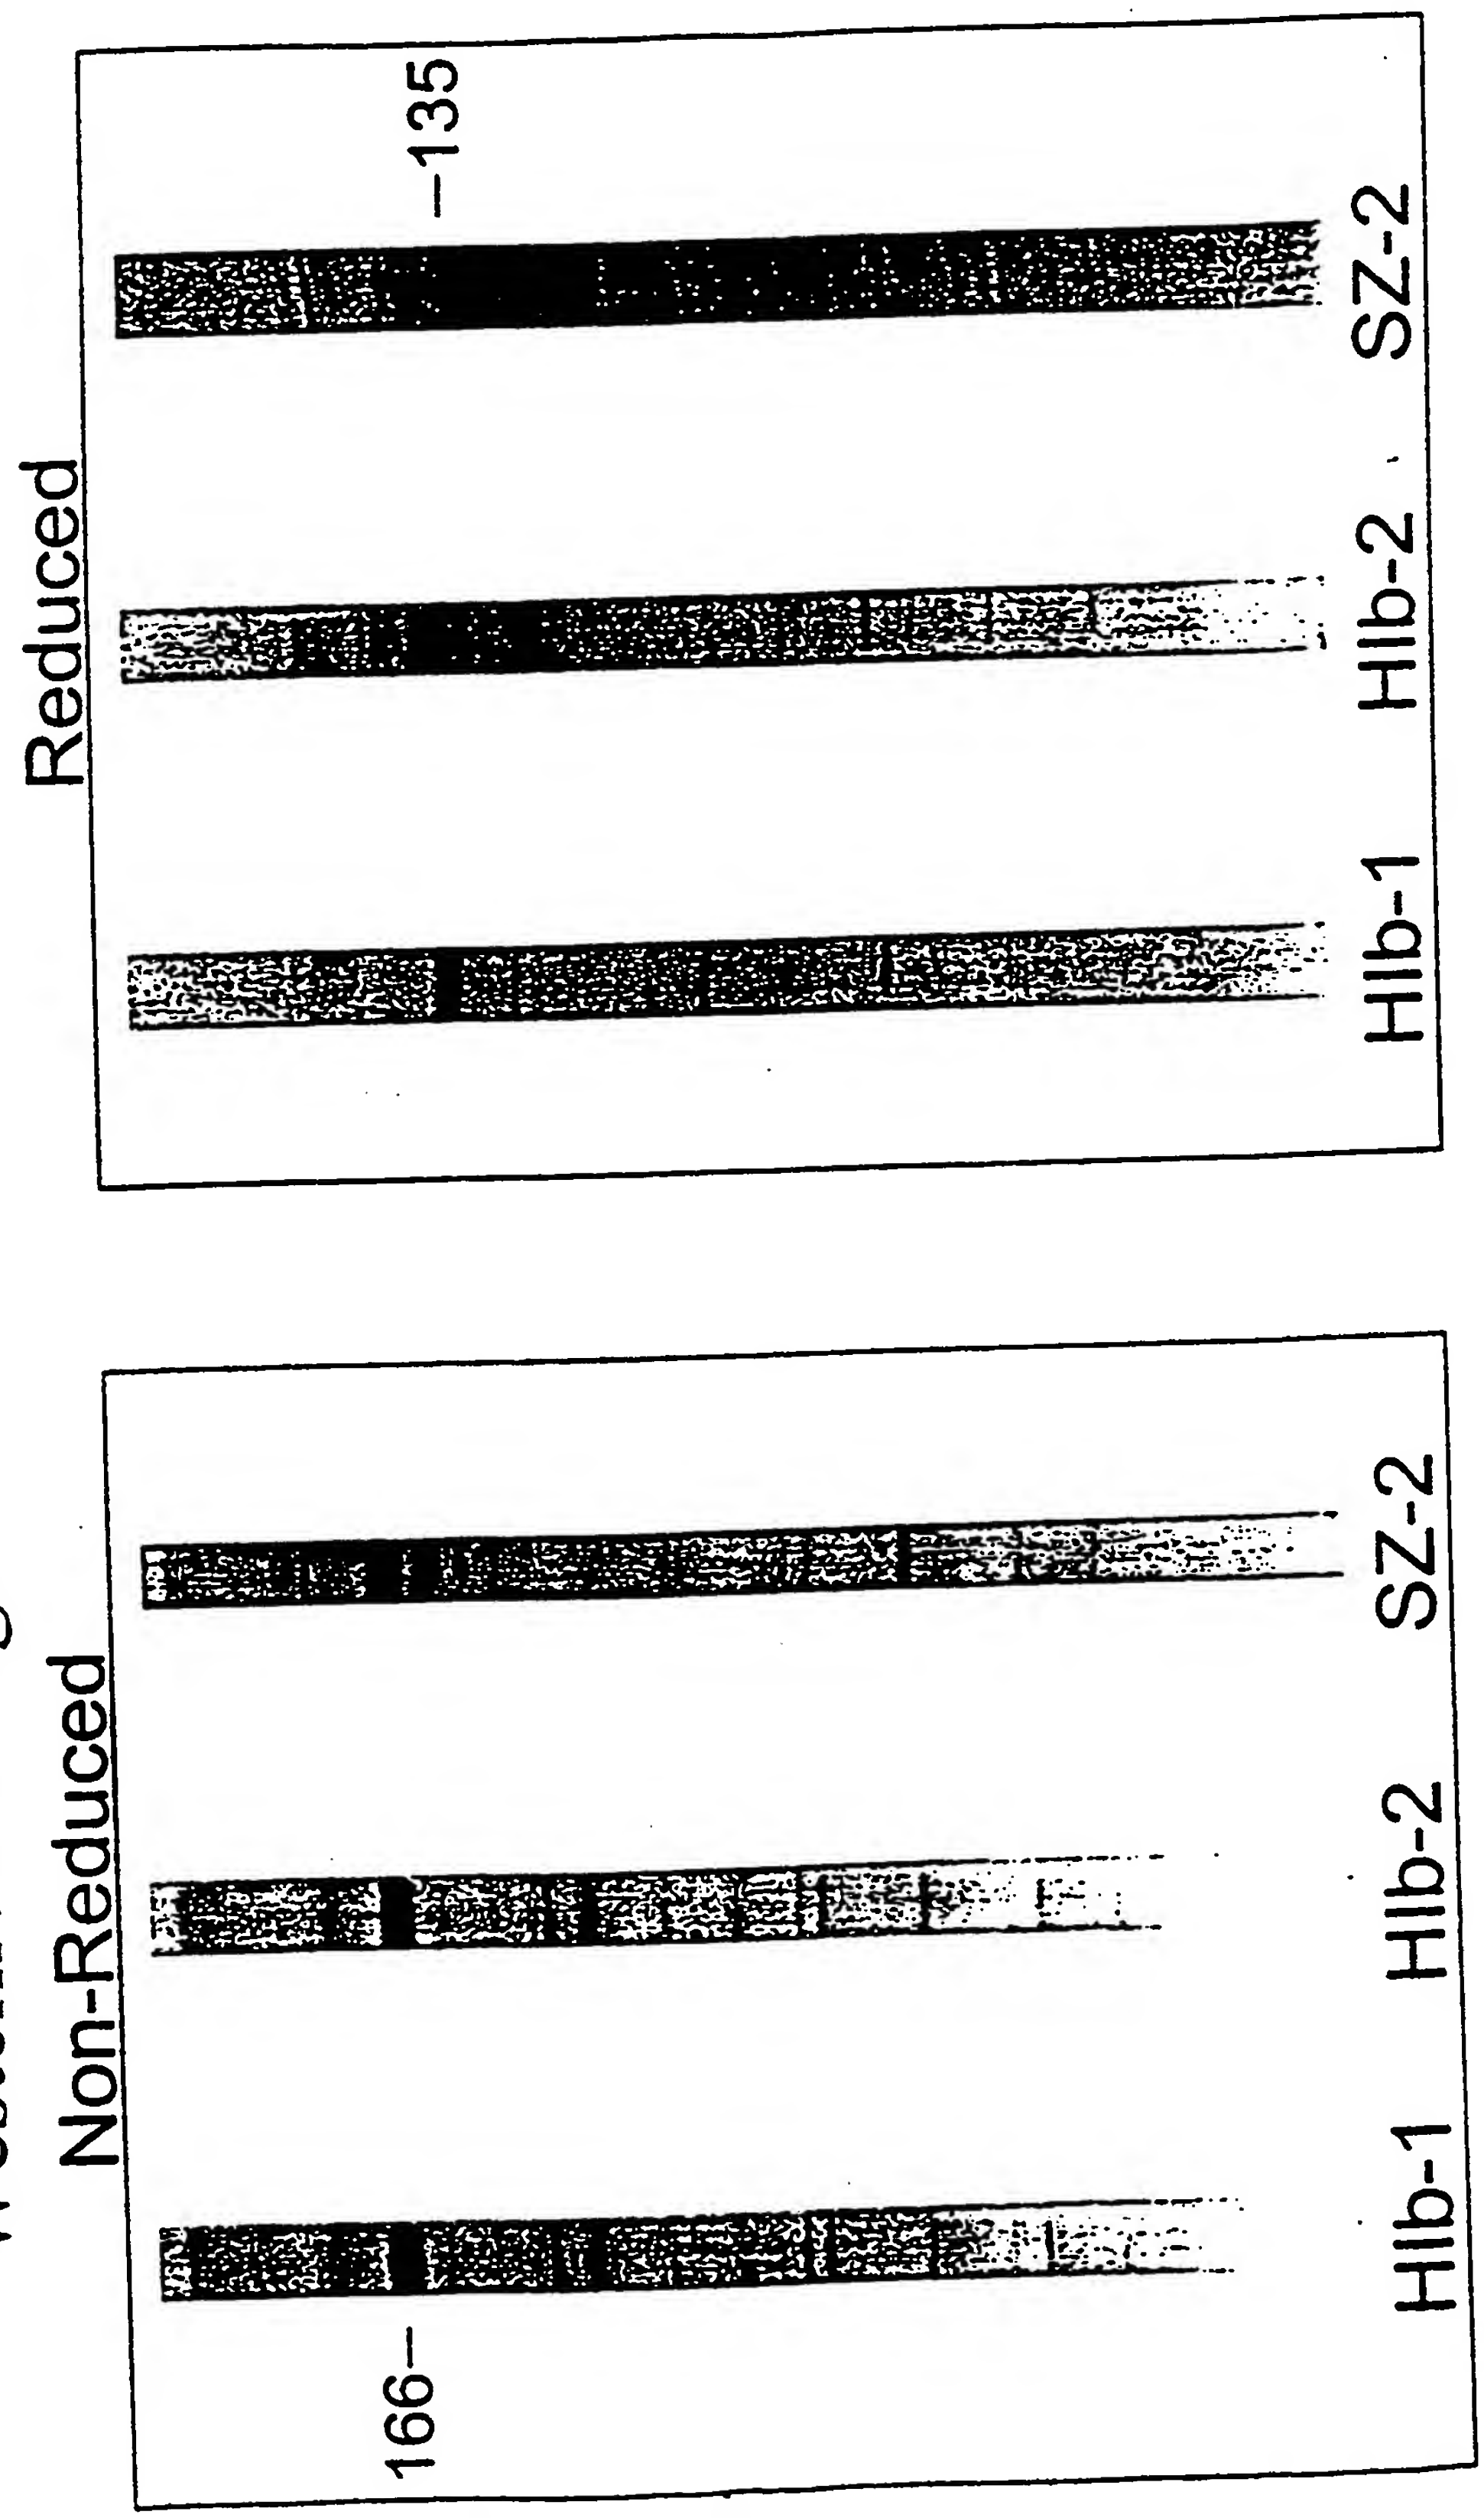 Non-Reduced
166–
HIb-1 HIb-2 SZ-2
Reduced
–135
HIb-1 HIb-2 SZ-2